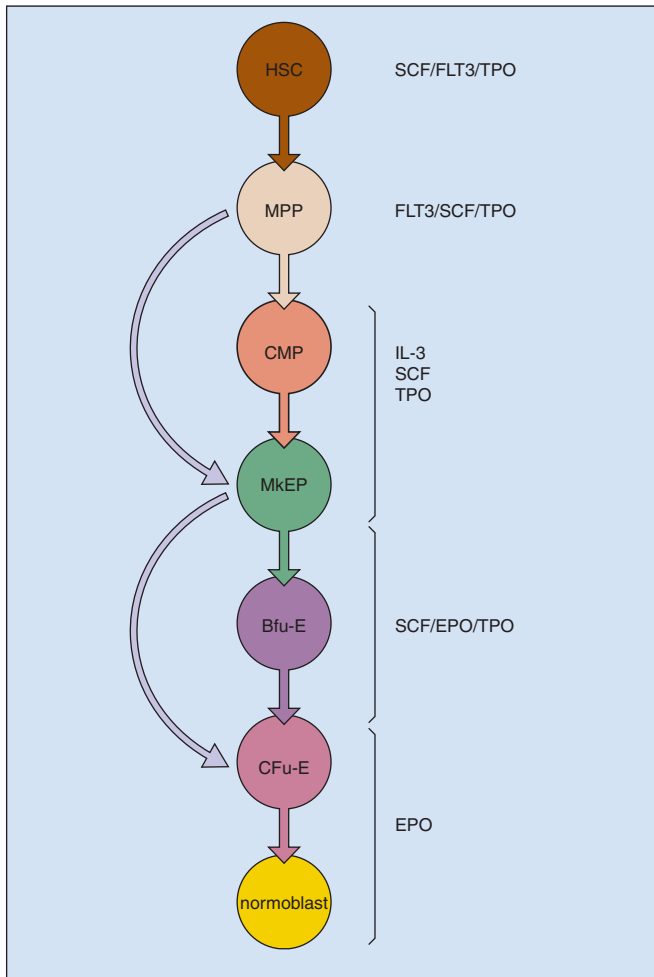 HSC
SCF/FLT3/TPO
MPP
FLT3/SCF/TPO
CMP
IL-3
SCF
TPO
MkEP
Bfu-E
SCF/EPO/TPO
CFu-E
EPO
normoblast